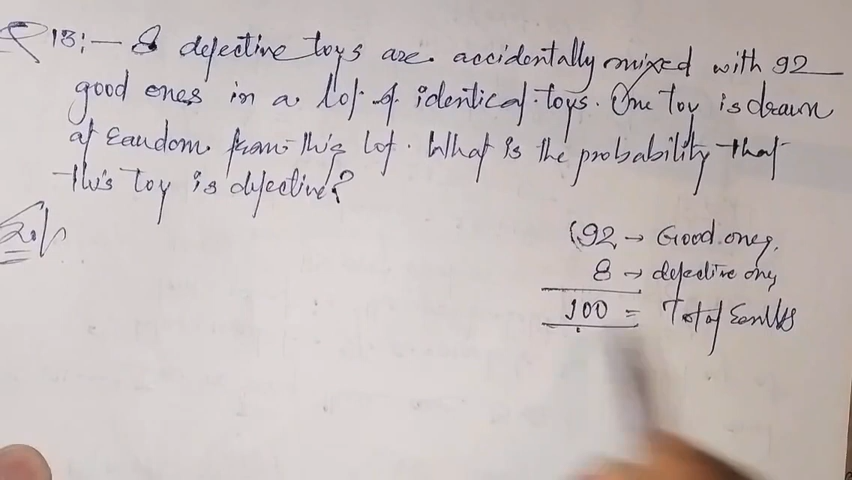 Q 13:— 8 defective toys are accidentally mixed with 92
good ones in a lot of identical toys. One toy is drawn
at random from this lot. What is the probability that
this toy is defective?
Sol
(92 → Good ones,
8 → defective ones
100 = Total results